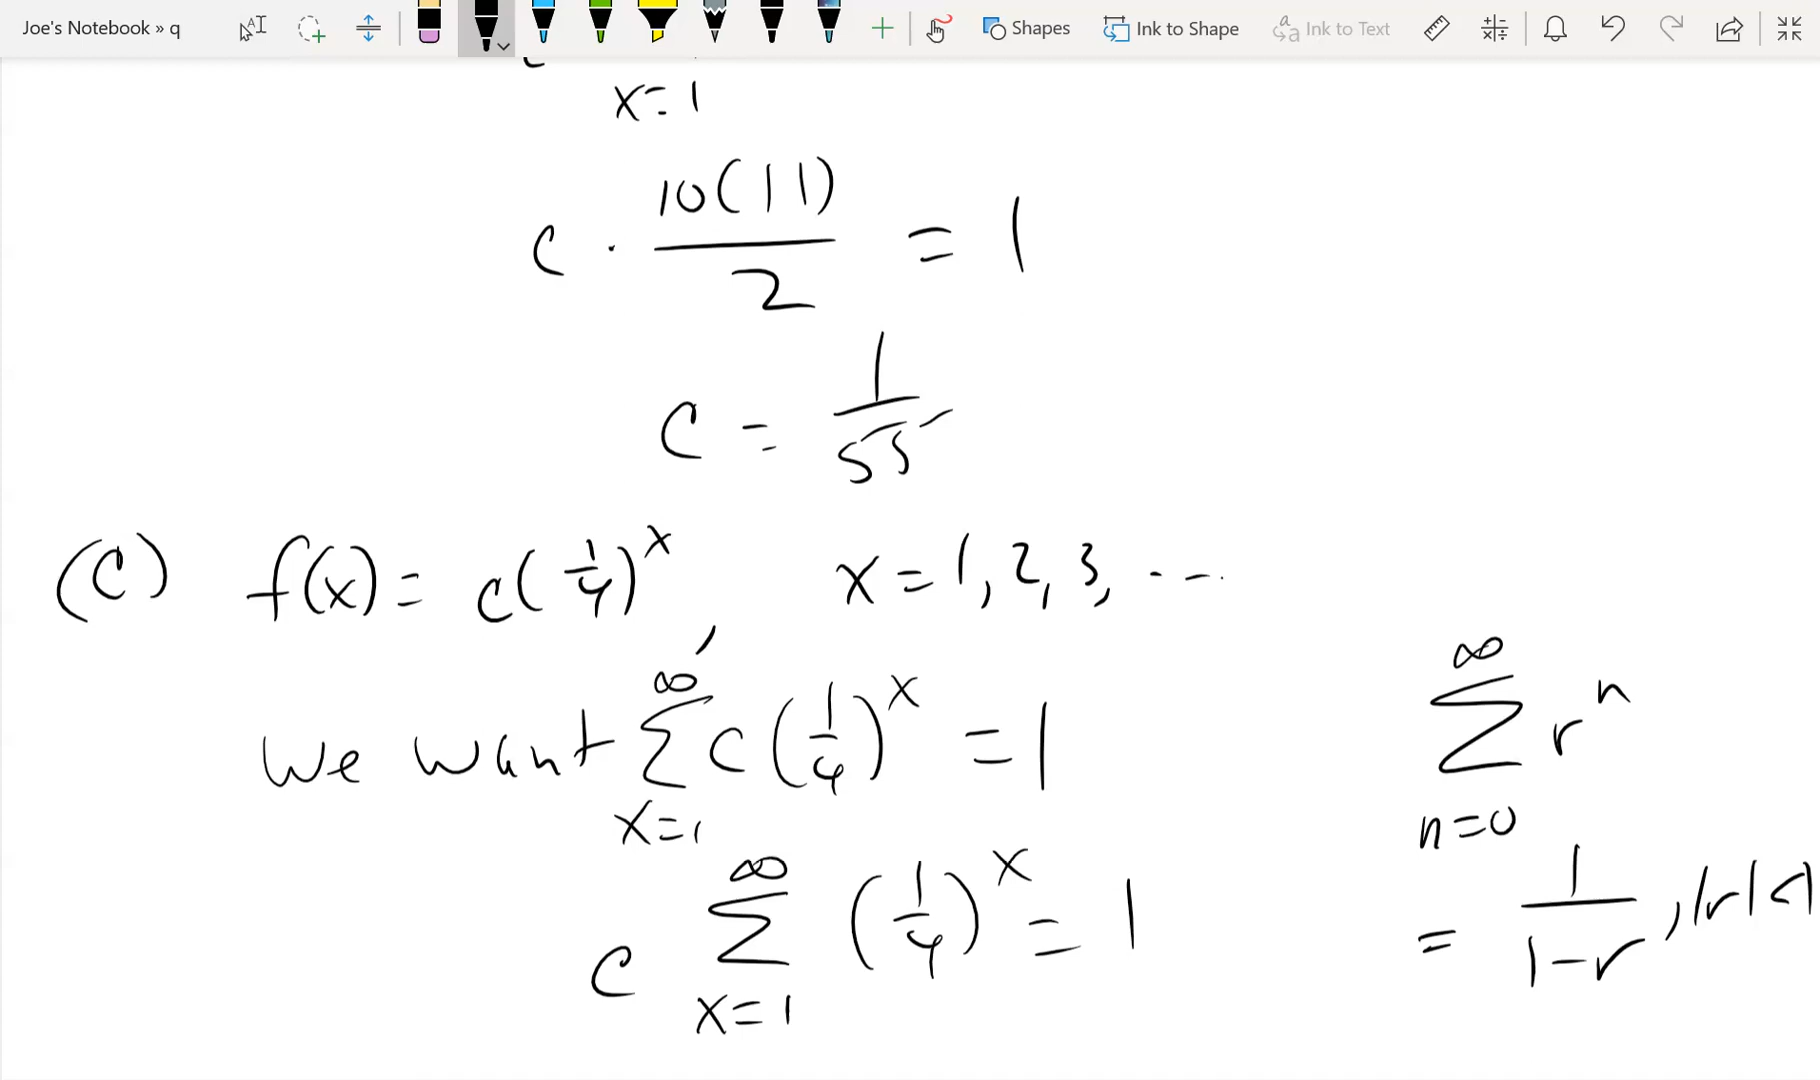 Joe's Notebook » q
Shapes
Ink to Shape
Ink to Text
x=1
c · 10(11)/2 = 1
c = 1/55
(C) f(x) = c(1/4)^x , x = 1, 2, 3, ...
We want ∑_{x=1}^{∞} c(1/4)^x = 1
∑_{n=0}^{∞} r^n
c ∑_{x=1}^{∞} (1/4)^x = 1
= 1/(1-r) , |r|<1